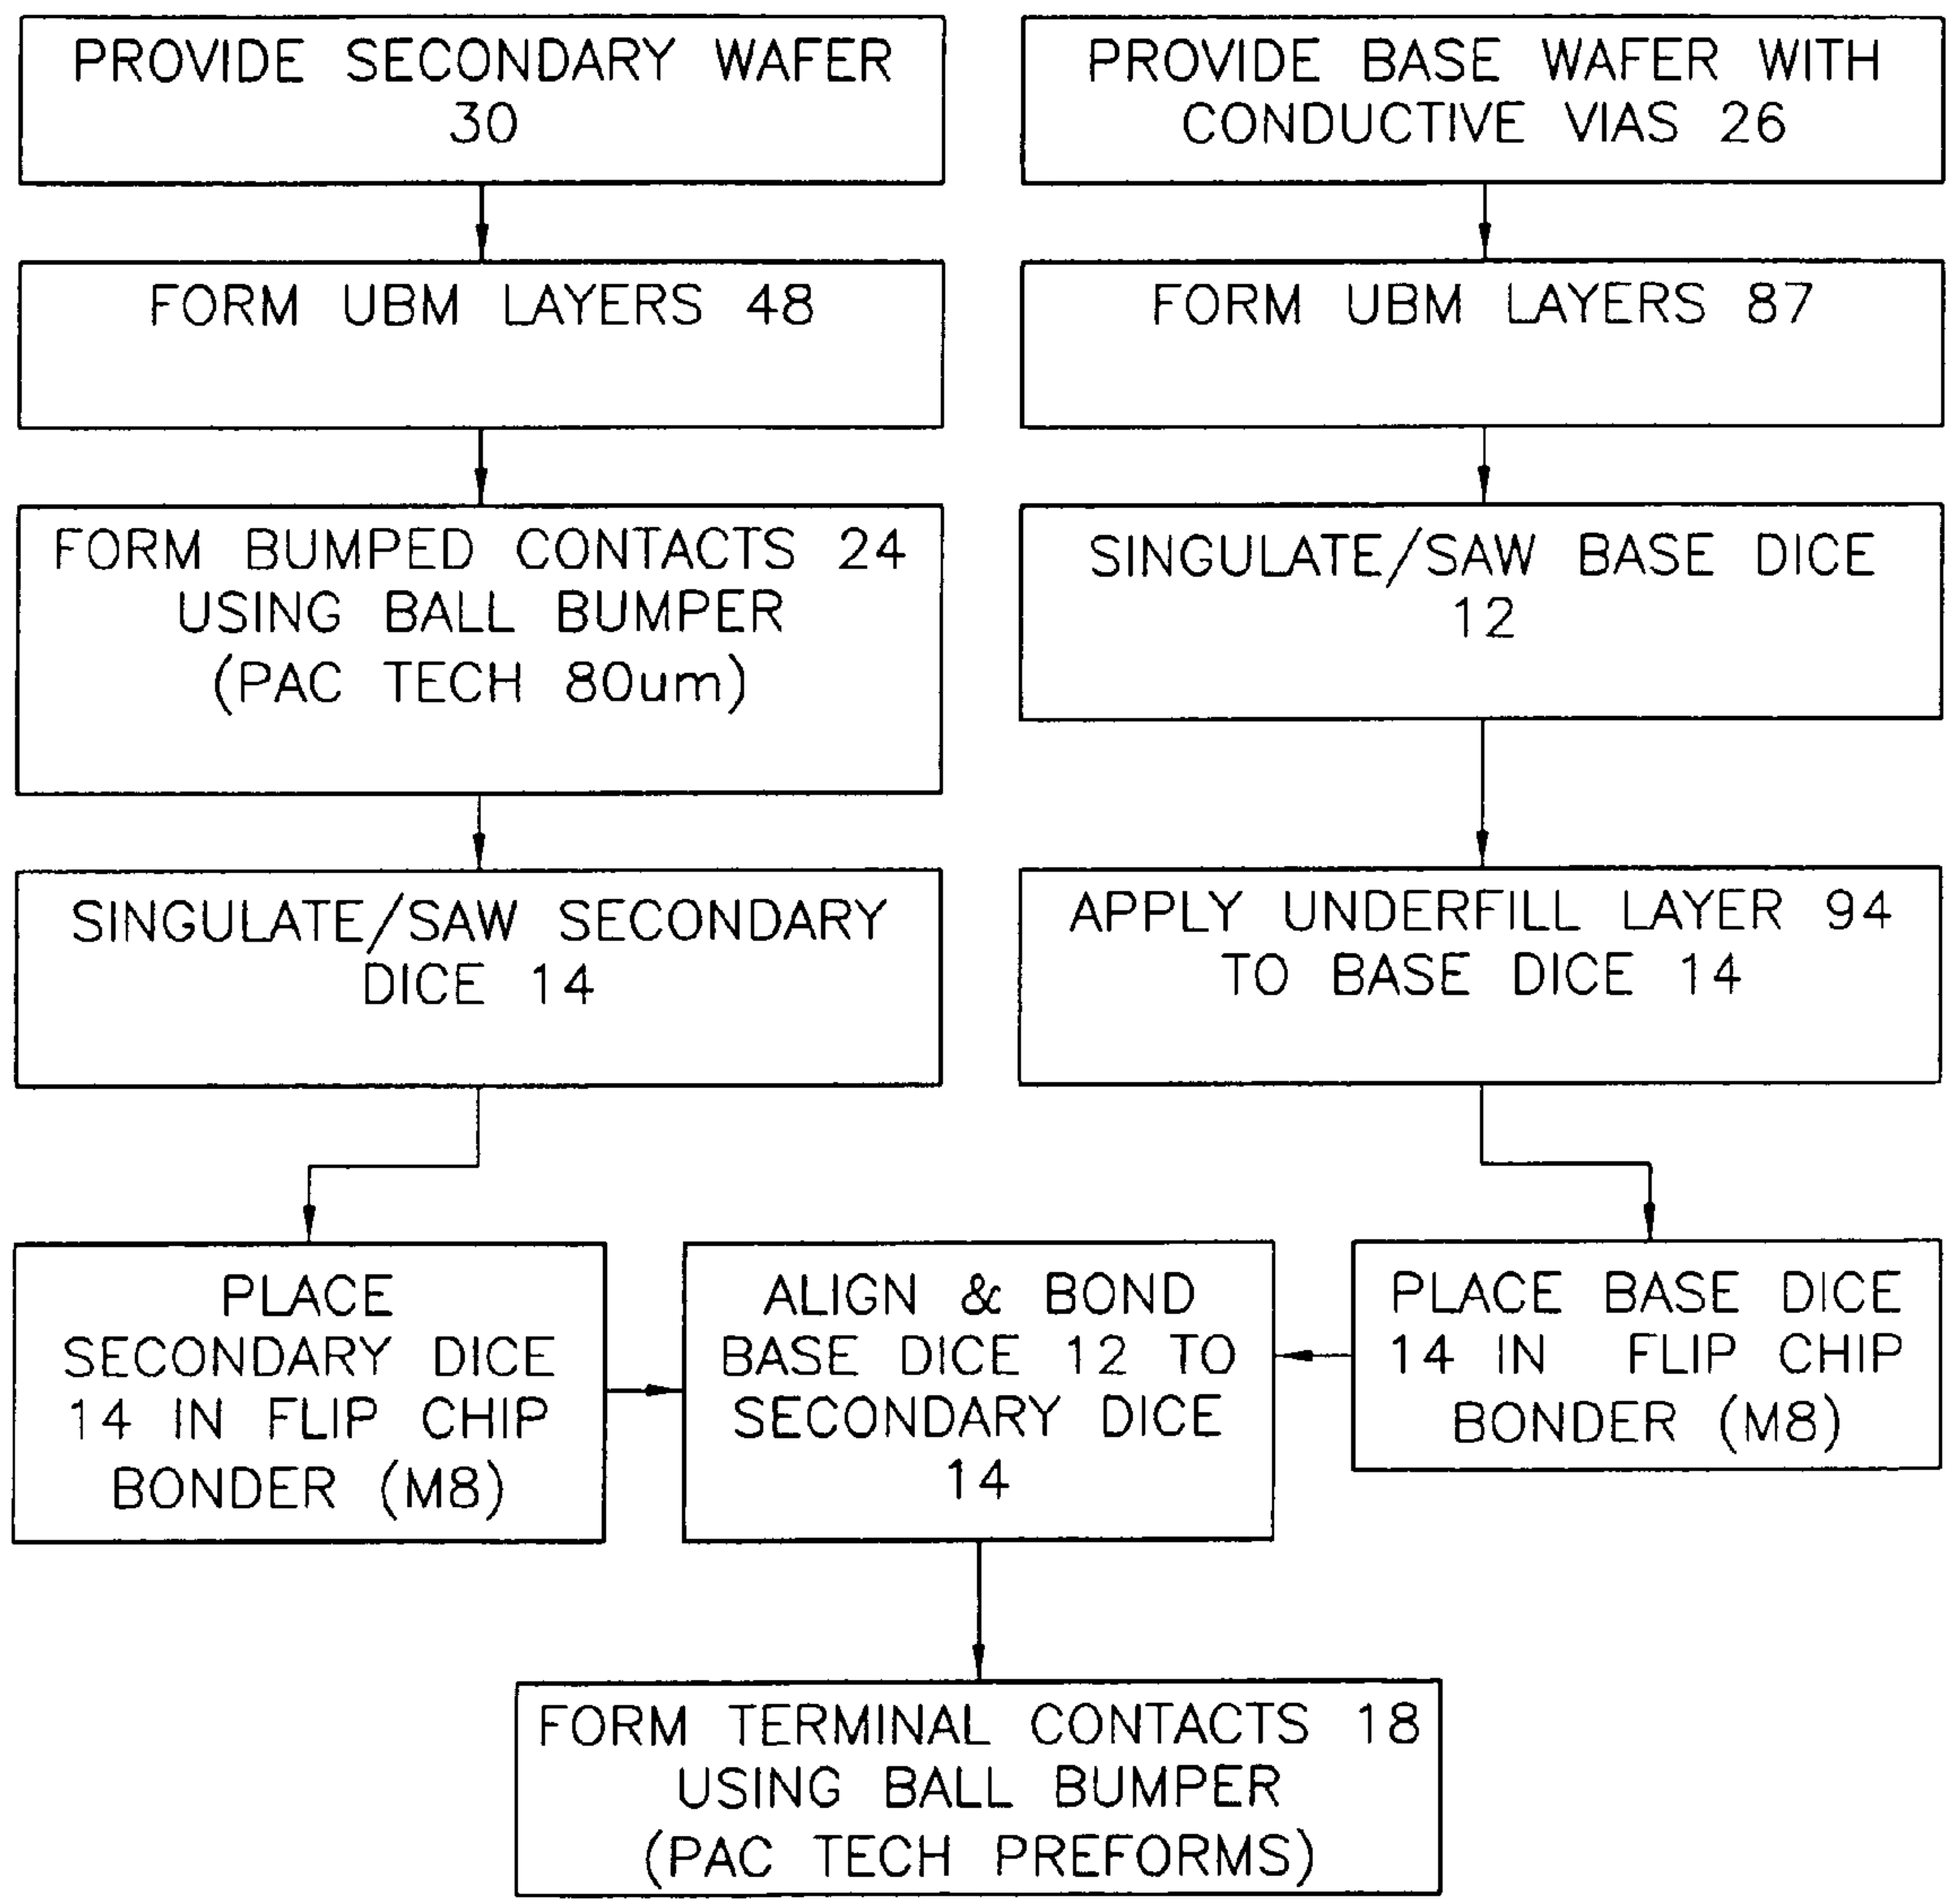 PROVIDE SECONDARY WAFER
30
FORM UBM LAYERS 48
FORM BUMPED CONTACTS 24
USING BALL BUMPER
(PAC TECH 80um)
SINGULATE/SAW SECONDARY
DICE 14
PLACE
SECONDARY DICE
14 IN FLIP CHIP
BONDER (M8)
PROVIDE BASE WAFER WITH
CONDUCTIVE VIAS 26
FORM UBM LAYERS 87
SINGULATE/SAW BASE DICE
12
APPLY UNDERFILL LAYER 94
TO BASE DICE 14
PLACE BASE DICE
14 IN FLIP CHIP
BONDER (M8)
ALIGN & BOND
BASE DICE 12 TO
SECONDARY DICE
14
FORM TERMINAL CONTACTS 18
USING BALL BUMPER
(PAC TECH PREFORMS)